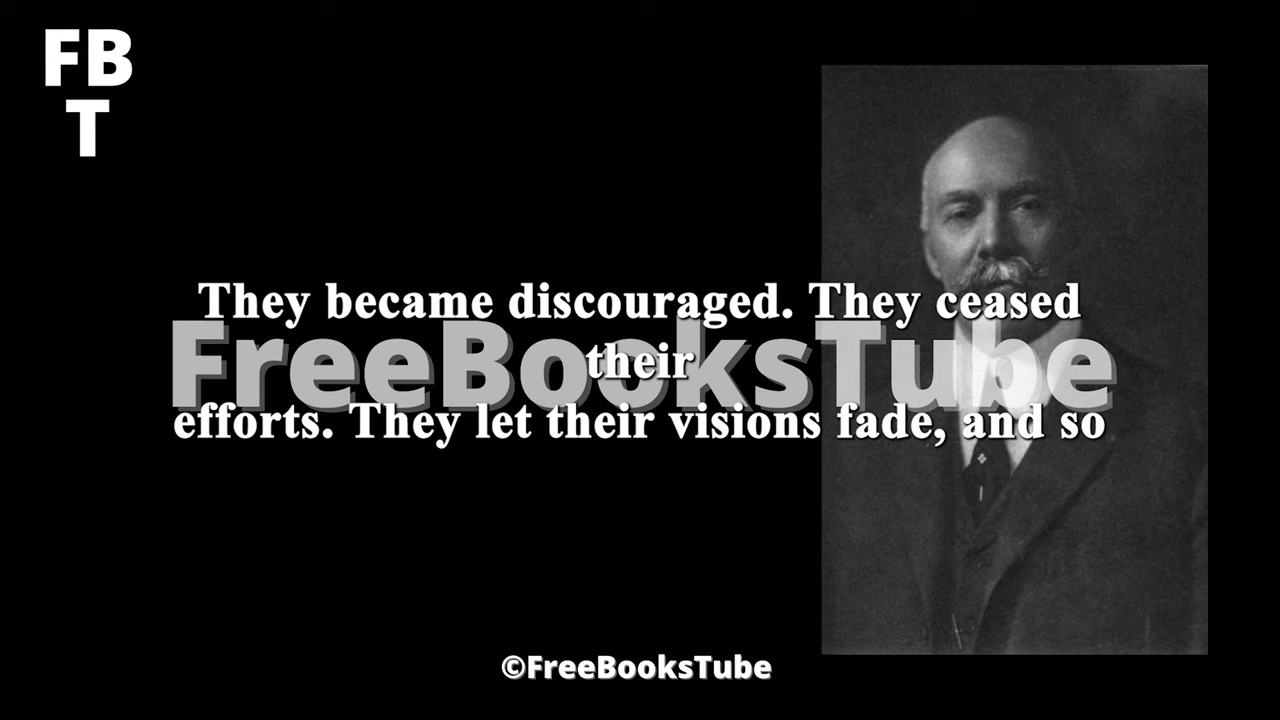 FB
T
They became discouraged. They ceased
FreeBooksTube
their
efforts. They let their visions fade, and so
©FreeBooksTube